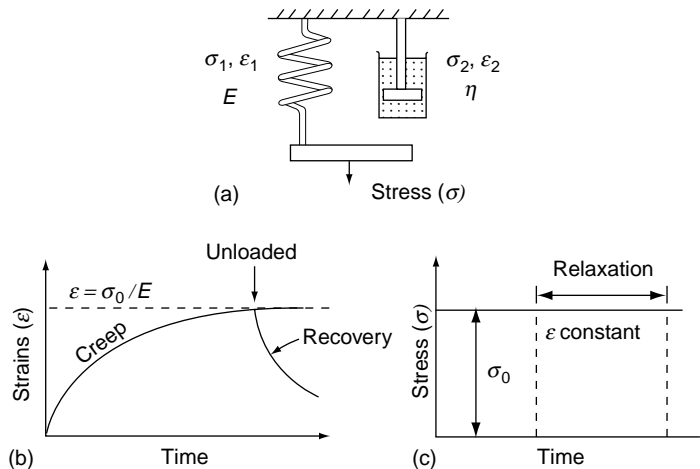 σ1, ε1
E
σ2, ε2
η
(a)
Stress (σ)
Unloaded
ε = σ0/E
Creep
Recovery
Strains (ε)
Time
(b)
Relaxation
ε constant
σ0
Stress (σ)
Time
(c)